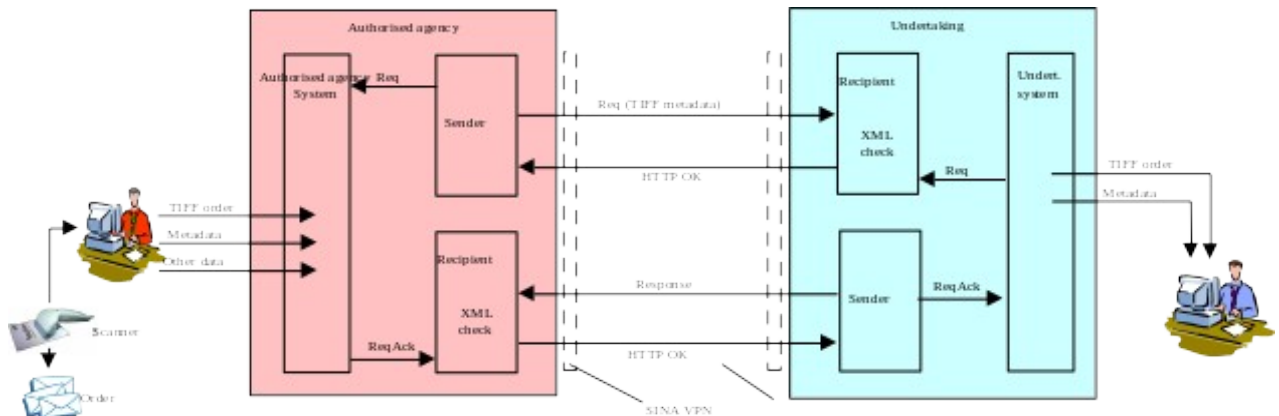 Authorised agency
Undertaking
Authorised agency
System
Req
Sender
Req (TIFF metadata)
HTTP OK
Recipient
XML
check
Req
Undert.
system
TIFF order
Metadata
TIFF order
Metadata
Other data
Recipient
XML
check
ReqAck
Response
HTTP OK
Sender
ReqAck
Scanner
Order
SINA VPN